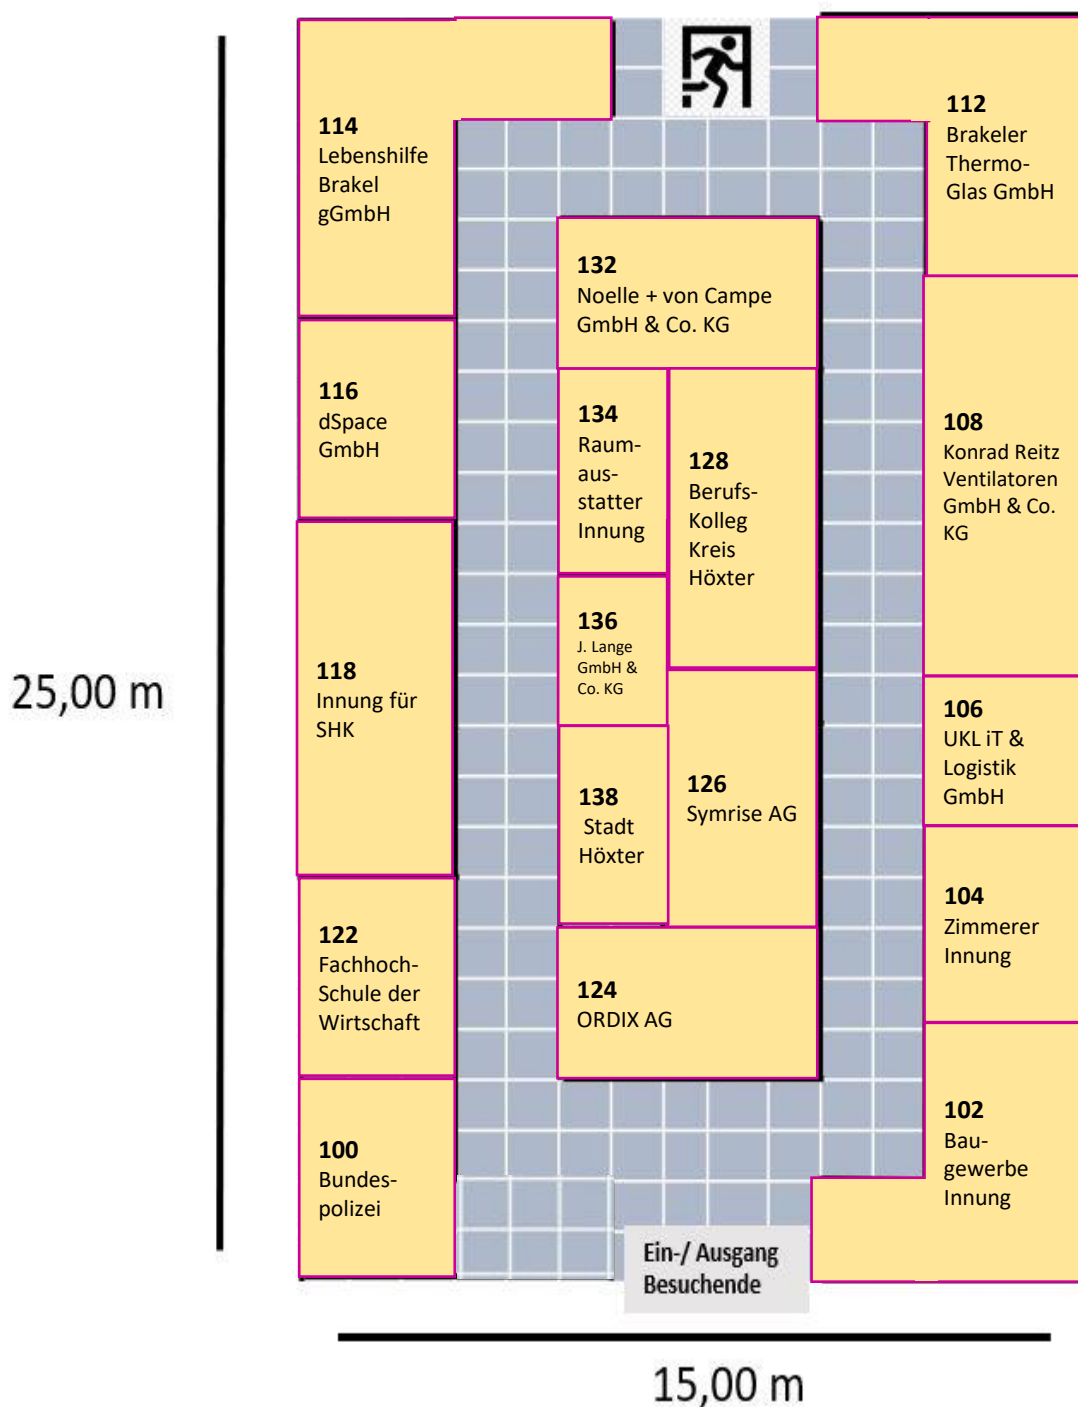 114
Lebenshilfe
Brakel
gGmbH
112
Brakeler
Thermo-
Glas GmbH
132
Noelle + von Campe
GmbH & Co. KG
116
dSpace
GmbH
134
Raum-
aus-
statter
Innung
128
Berufs-
Kolleg
Kreis
Höxter
108
Konrad Reitz
Ventilatoren
GmbH & Co.
KG
118
Innung für
SHK
136
J. Lange
GmbH &
Co. KG
25,00 m
106
UKL iT &
Logistik
GmbH
138
Stadt
Höxter
126
Symrise AG
104
Zimmerer
Innung
122
Fachhoch-
Schule der
Wirtschaft
124
ORDIX AG
100
Bundes-
polizei
102
Bau-
gewerbe
Innung
Ein-/ Ausgang
Besuchende
15,00 m